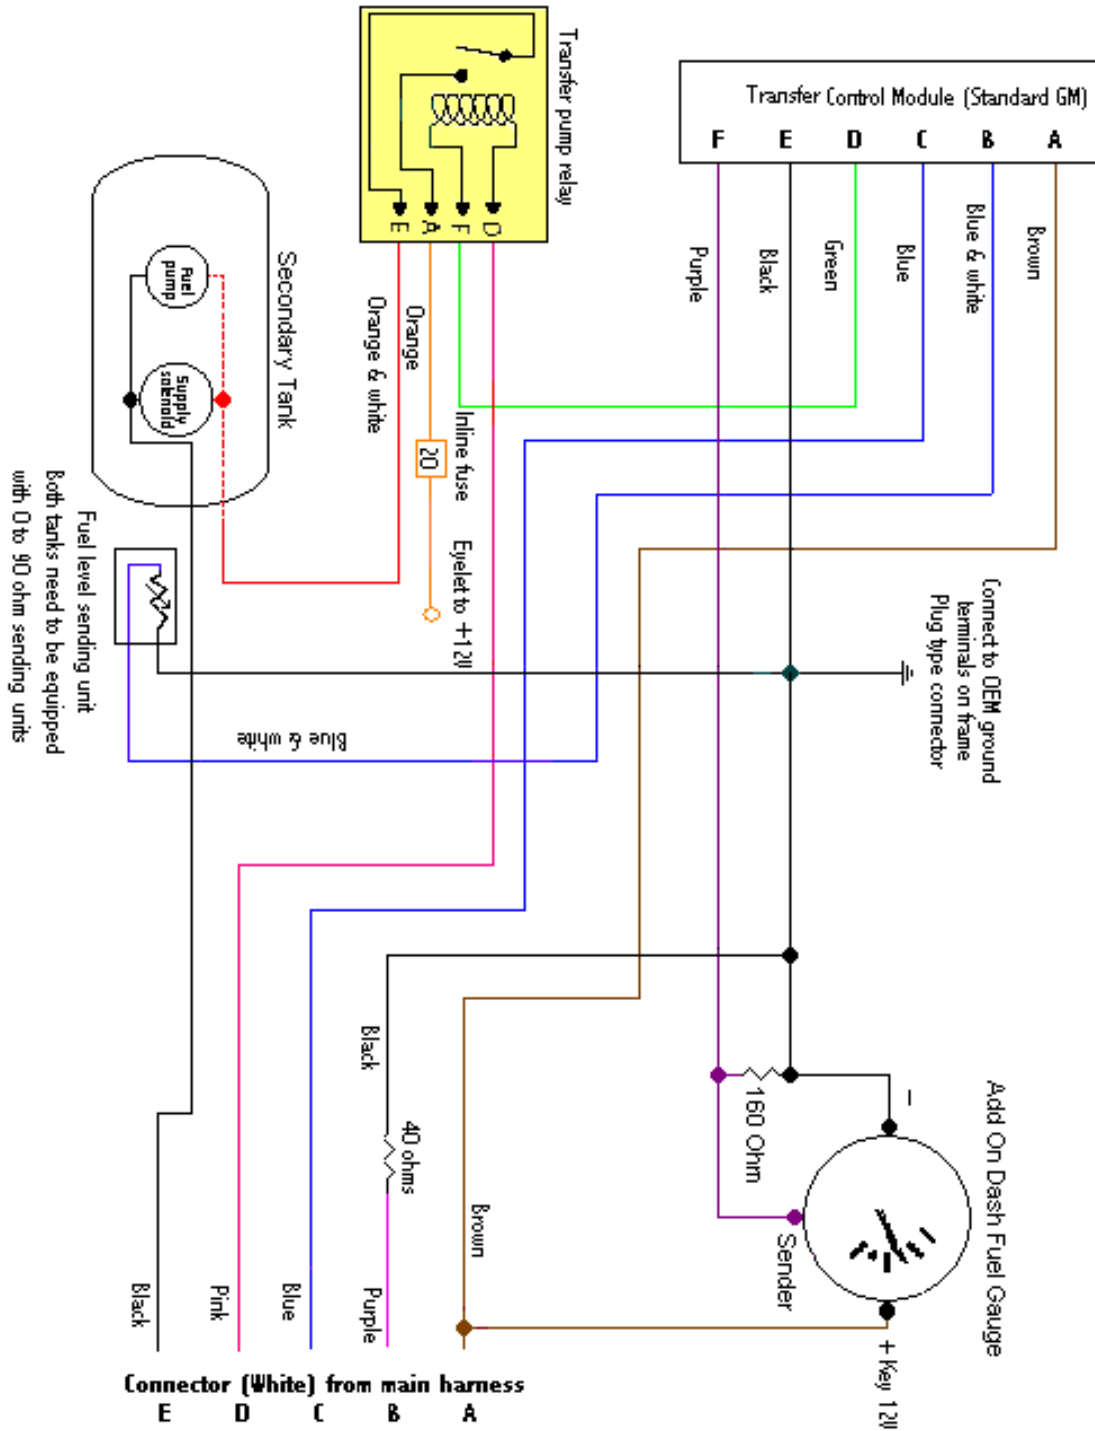 Transfer Control Module (Standard GM)
F E D C B A
Purple
Black
Green
Blue
Blue & white
Brown
Transfer pump relay
E A F D
Orange & white
Orange
Inline fuse
20
Eyelet to +12V
Secondary Tank
Fuel
pump
Supply
solenoid
Fuel level sending unit
Both tanks need to be equipped
with 0 to 90 ohm sending units
Blue & white
Connect to OEM ground
terminals on frame
Plug type connector
Add On Dash Fuel Gauge
–
160 Ohm
Sender
+ Key 12V
Black
40 ohms
Brown
Black
Pink
Blue
Purple
Connector (White) from main harness
E D C B A